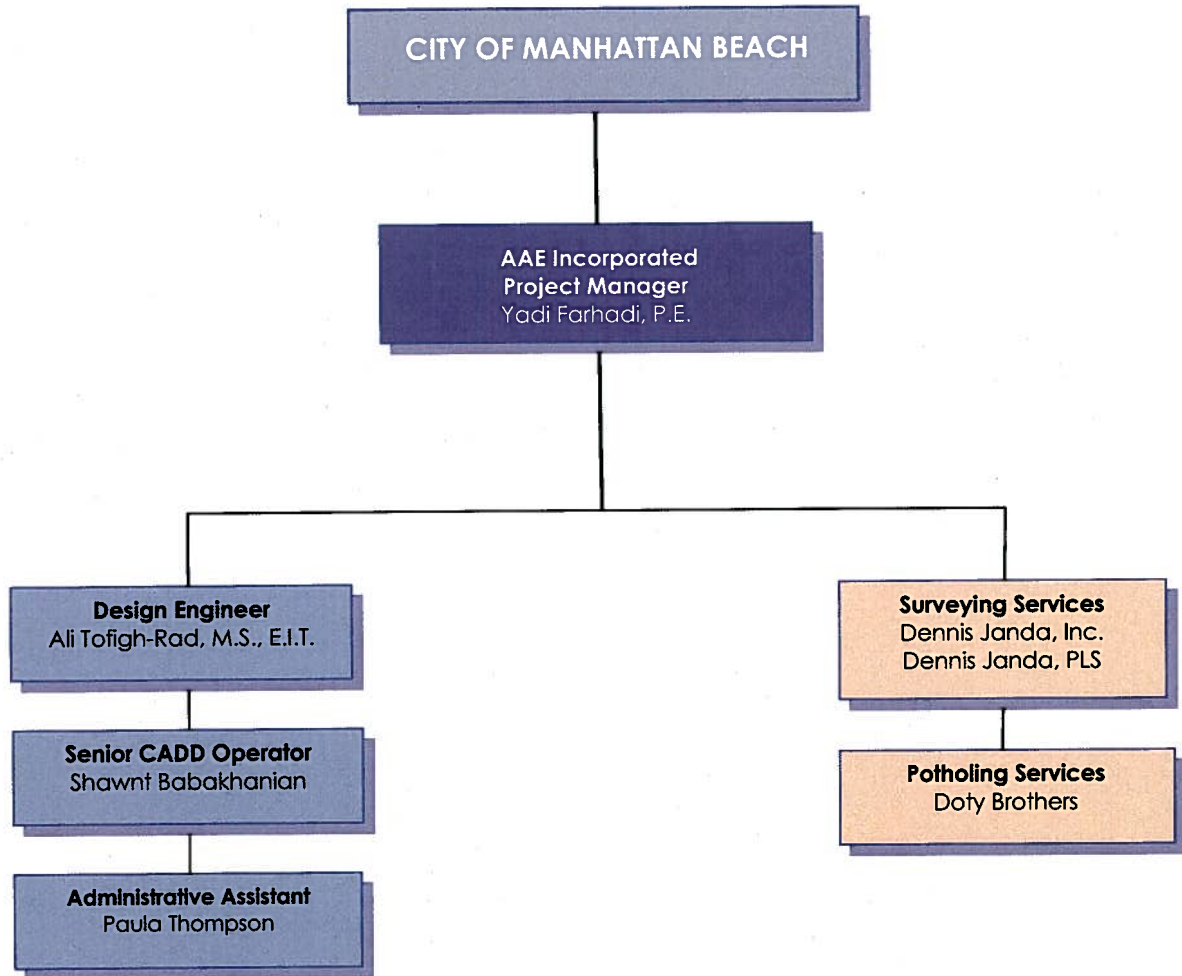 CITY OF MANHATTAN BEACH
AAE Incorporated
Project Manager
Yadi Farhadi, P.E.
Design Engineer
Ali Tofigh-Rad, M.S., E.I.T.
Senior CADD Operator
Shawnt Babakhanian
Administrative Assistant
Paula Thompson
Surveying Services
Dennis Janda, Inc.
Dennis Janda, PLS
Potholing Services
Doty Brothers